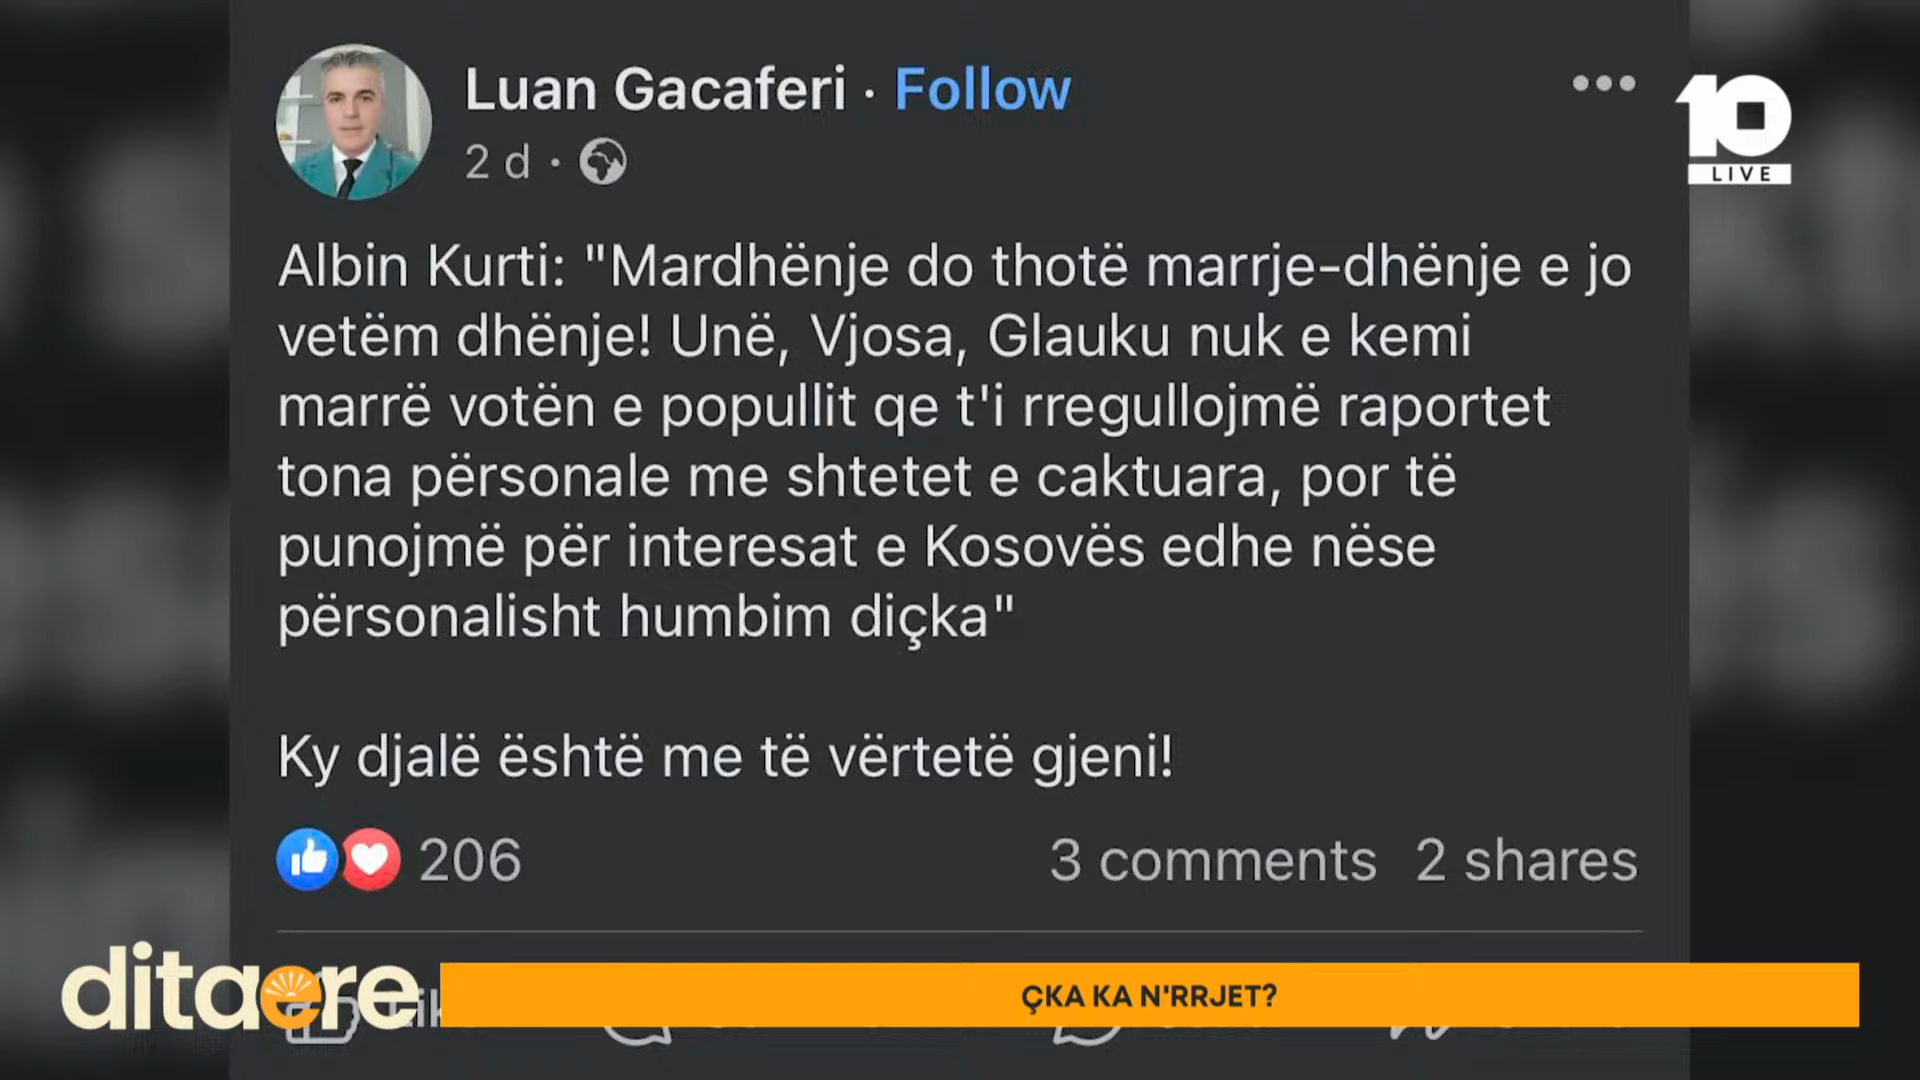 Luan Gacaferi · Follow
2 d ·
10
LIVE
Albin Kurti: "Mardhënje do thotë marrje-dhënje e jo
vetëm dhënje! Unë, Vjosa, Glauku nuk e kemi
marrë votën e popullit qe t'i rregullojmë raportet
tona përsonale me shtetet e caktuara, por të
punojmë për interesat e Kosovës edhe nëse
përsonalisht humbim diçka"
Ky djalë është me të vërtetë gjeni!
206
3 comments 2 shares
ditaere
ÇKA KA N'RRJET?